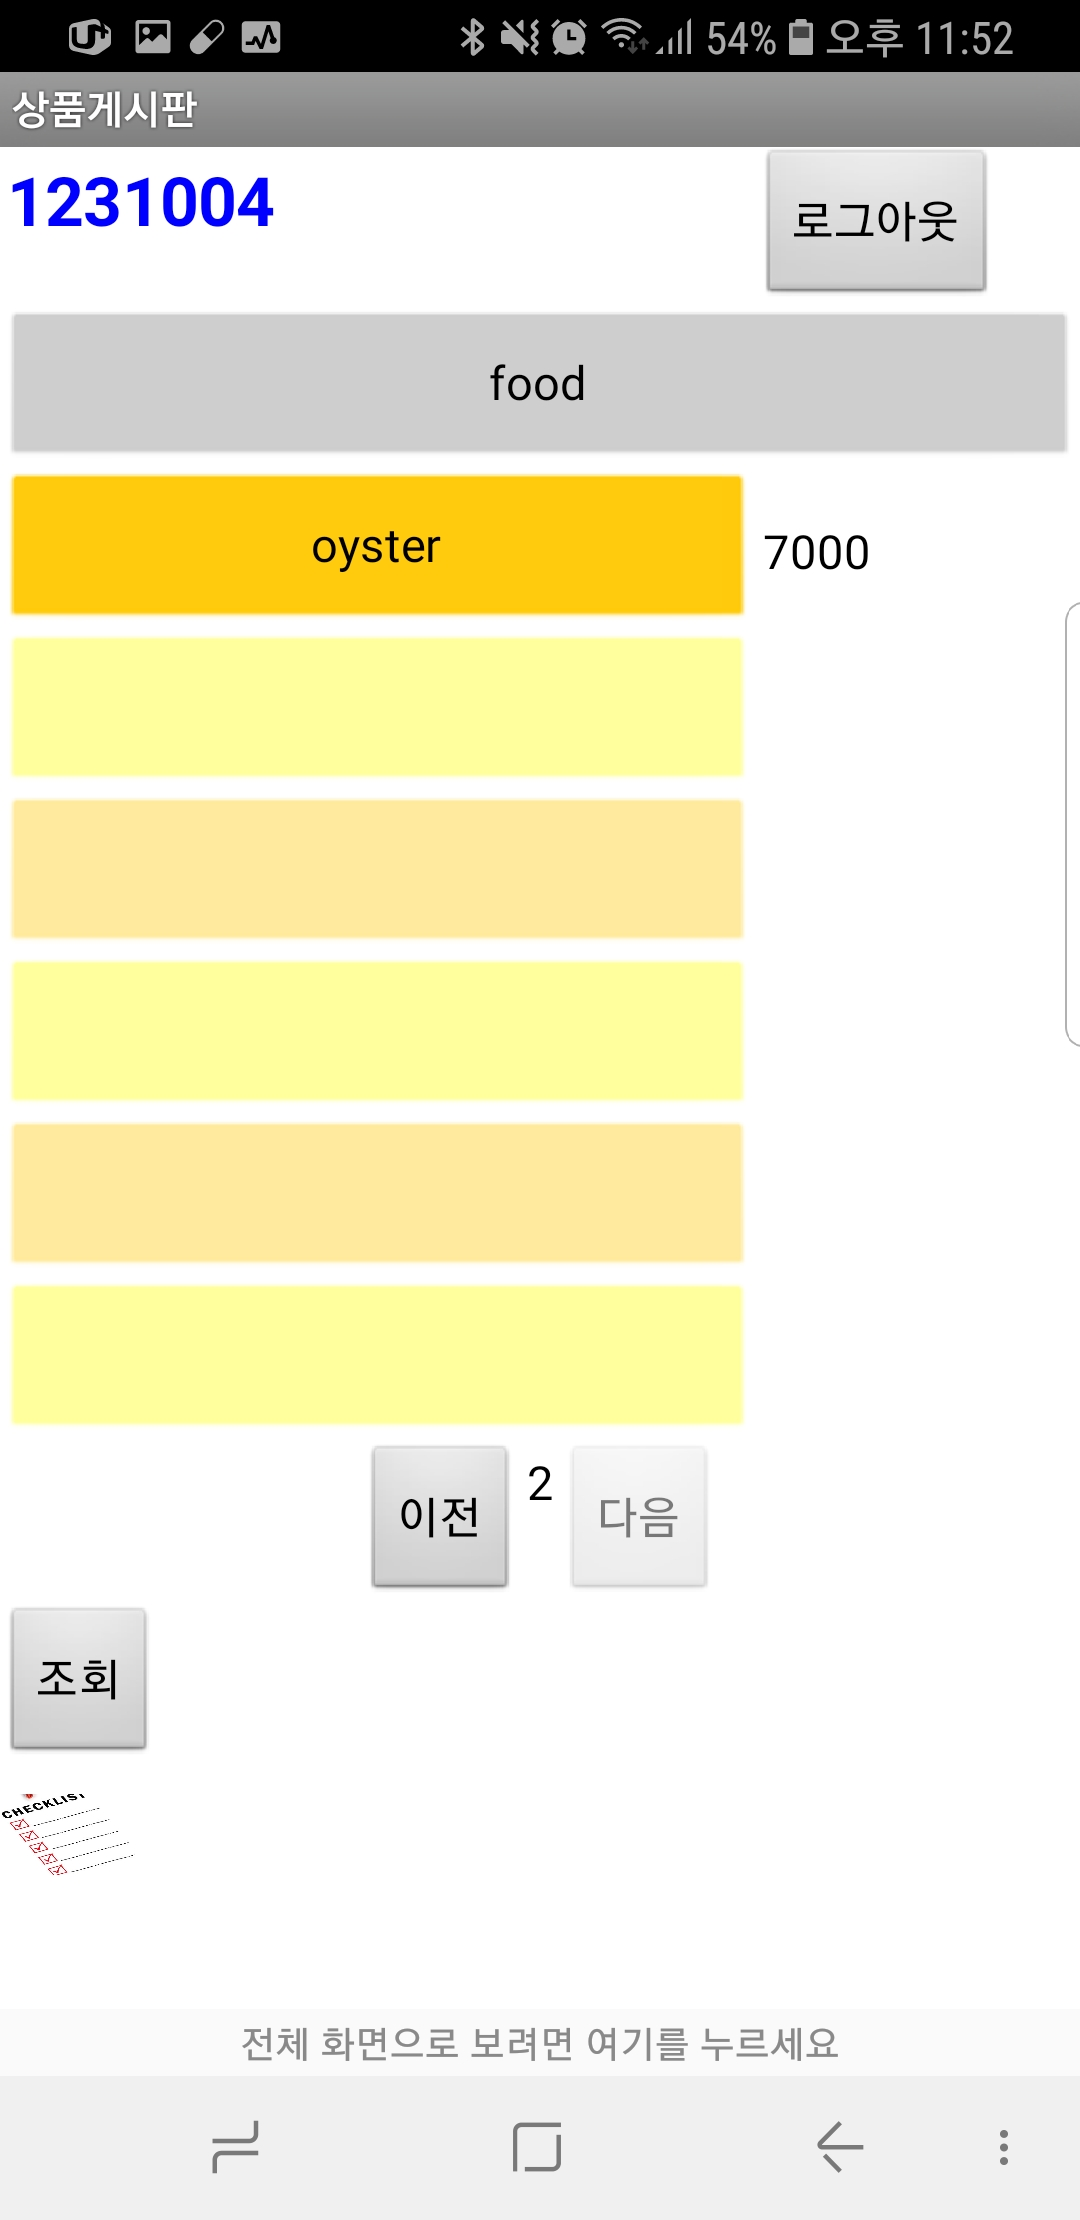 54% 오후 11:52
상품게시판
1231004 로그아웃
food
oyster 7000
이전 2 다음
조회
CHECKLIST
전체 화면으로 보려면 여기를 누르세요